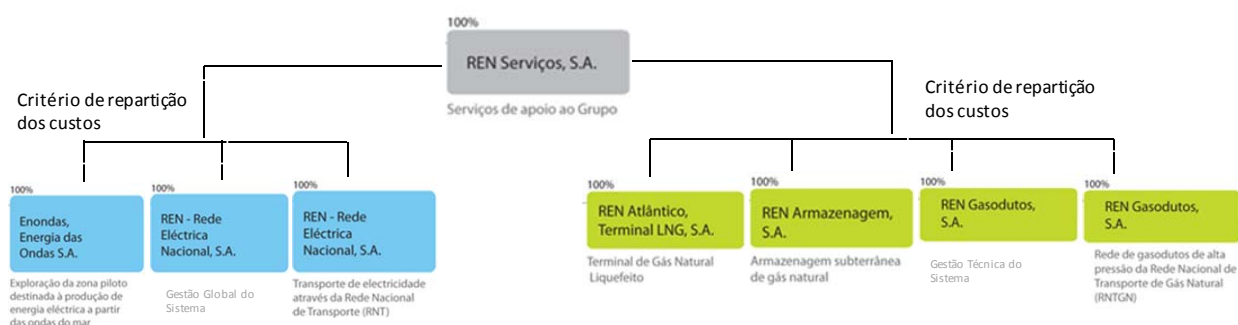 100%
REN Serviços, S.A.
Serviços de apoio ao Grupo
Critério de repartição
dos custos
Critério de repartição
dos custos
100%
Enondas,
Energia das
Ondas S.A.
Exploração da zona piloto
destinada à produção de
energia eléctrica a partir
das ondas do mar
100%
REN - Rede
Eléctrica
Nacional, S.A.
Gestão Global do
Sistema
100%
REN - Rede
Eléctrica
Nacional, S.A.
Transporte de electricidade
através da Rede Nacional
de Transporte (RNT)
100%
REN Atlântico,
Terminal LNG, S.A.
Terminal de Gás Natural
Liquefeito
100%
REN Armazenagem,
S.A.
Armazenagem subterrânea
de gás natural
100%
REN Gasodutos,
S.A.
Gestão Técnica do
Sistema
100%
REN Gasodutos,
S.A.
Rede de gasodutos de alta
pressão da Rede Nacional de
Transporte de Gás Natural
(RNTGN)